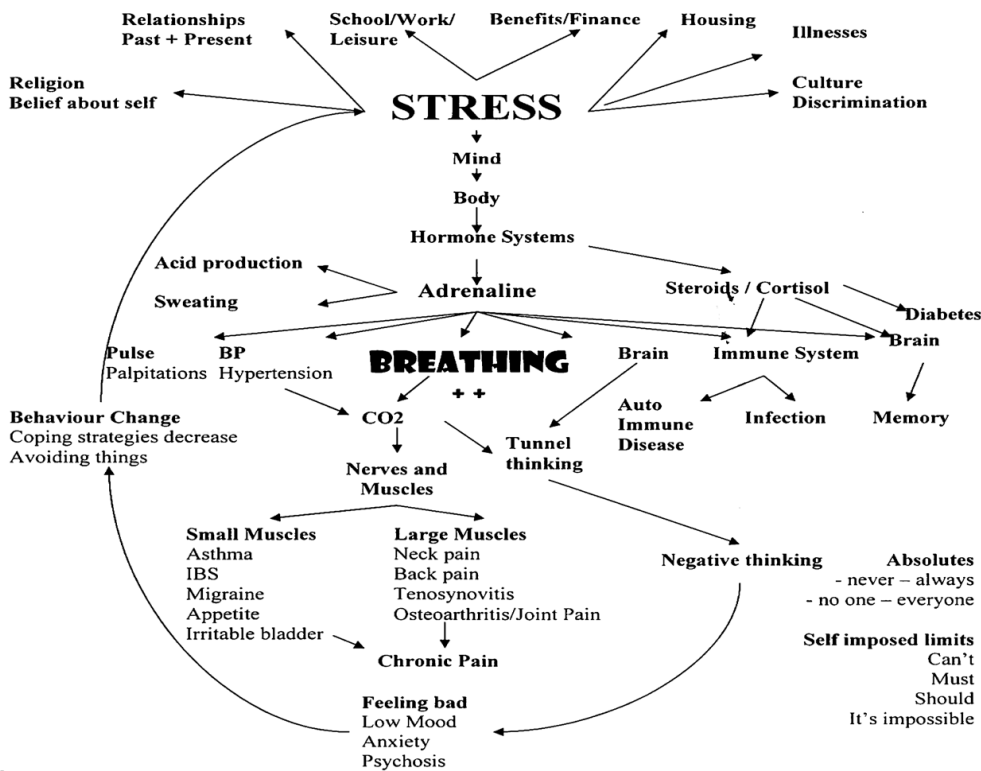 Relationships
Past + Present
School/Work/
Leisure
Benefits/Finance
Housing
Illnesses
Religion
Belief about self
Culture
Discrimination
STRESS
Mind
Body
Hormone Systems
Acid production
Sweating
Adrenaline
Steroids / Cortisol
Diabetes
Pulse
Palpitations
BP
Hypertension
BREATHING
++
Brain
Immune System
Brain
Behaviour Change
Coping strategies decrease
Avoiding things
CO2
Tunnel
thinking
Auto
Immune
Disease
Infection
Memory
Nerves and
Muscles
Small Muscles
Asthma
IBS
Migraine
Appetite
Irritable bladder
Large Muscles
Neck pain
Back pain
Tenosynovitis
Osteoarthritis/Joint Pain
Negative thinking
Absolutes
- never – always
- no one – everyone
Self imposed limits
Can't
Must
Should
It's impossible
Chronic Pain
Feeling bad
Low Mood
Anxiety
Psychosis